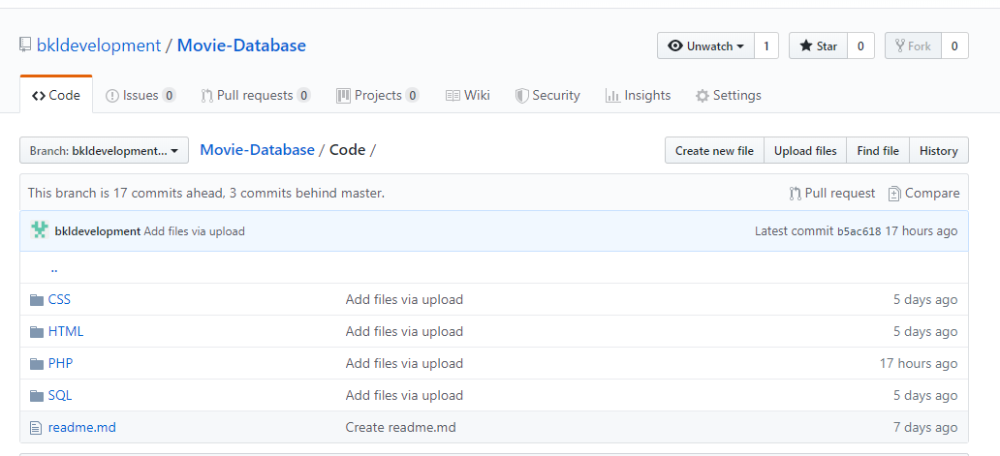 bkldevelopment / Movie-Database Unwatch 1 Star 0 Fork 0
Code Issues 0 Pull requests 0 Projects 0 Wiki Security Insights Settings
Branch: bkldevelopment... Movie-Database / Code / Create new file Upload files Find file History
This branch is 17 commits ahead, 3 commits behind master. Pull request Compare
bkldevelopment Add files via upload Latest commit b5ac618 17 hours ago
..
CSS Add files via upload 5 days ago
HTML Add files via upload 5 days ago
PHP Add files via upload 17 hours ago
SQL Add files via upload 5 days ago
readme.md Create readme.md 7 days ago